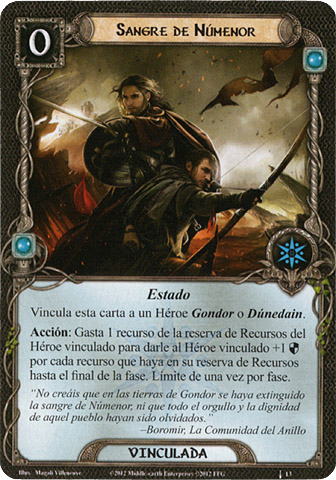 0
SANGRE DE NÚMENOR
Estado
Vincula esta carta a un Héroe Gondor o Dúnedain.
Acción: Gasta 1 recurso de la reserva de Recursos del
Héroe vinculado para darle al Héroe vinculado +1
por cada recurso que haya en su reserva de Recursos
hasta el final de la fase. Límite de una vez por fase.
"No creáis que en las tierras de Gondor se haya extinguido
la sangre de Númenor, ni que todo el orgullo y la dignidad
de aquel pueblo hayan sido olvidados."
–Boromir, La Comunidad del Anillo
Illus. Magali Villeneuve
VINCULADA
©2012 Middle-earth Enterprises ©2012 FFG
13